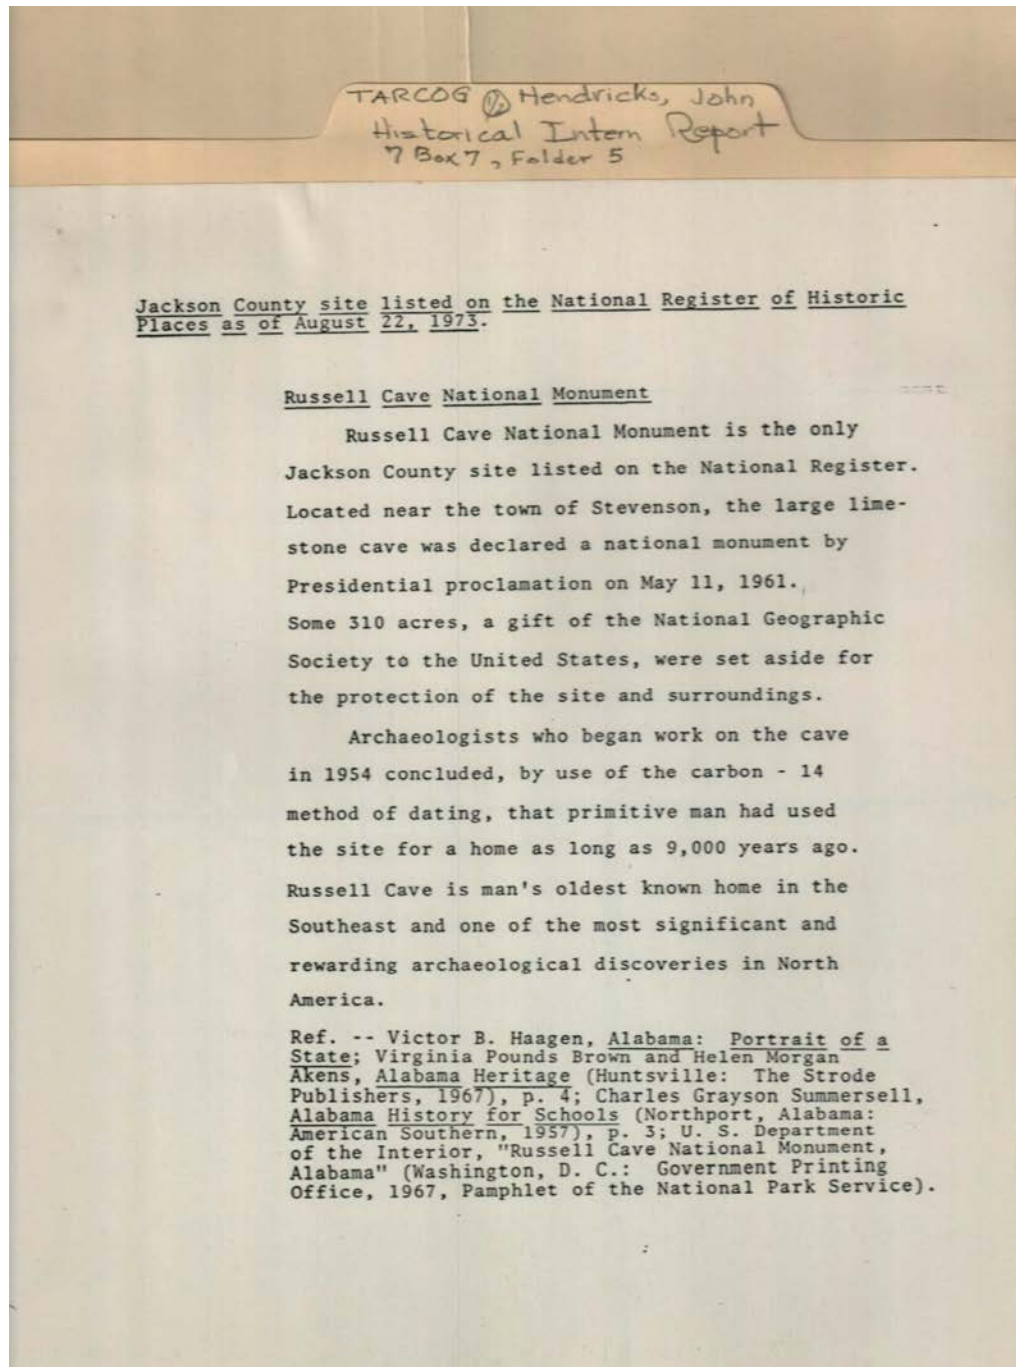 TARCOG Hendricks, John
Historical Intern Report
7 Box 7, Folder 5
Jackson County site listed on the National Register of Historic
Places as of August 22, 1973.
Russell Cave National Monument
Russell Cave National Monument is the only
Jackson County site listed on the National Register.
Located near the town of Stevenson, the large lime-
stone cave was declared a national monument by
Presidential proclamation on May 11, 1961.
Some 310 acres, a gift of the National Geographic
Society to the United States, were set aside for
the protection of the site and surroundings.
Archaeologists who began work on the cave
in 1954 concluded, by use of the carbon - 14
method of dating, that primitive man had used
the site for a home as long as 9,000 years ago.
Russell Cave is man's oldest known home in the
Southeast and one of the most significant and
rewarding archaeological discoveries in North
America.
Ref. -- Victor B. Haagen, Alabama: Portrait of a
State; Virginia Pounds Brown and Helen Morgan
Akens, Alabama Heritage (Huntsville: The Strode
Publishers, 1967), p. 4; Charles Grayson Summersell,
Alabama History for Schools (Northport, Alabama:
American Southern, 1957), p. 3; U. S. Department
of the Interior, "Russell Cave National Monument,
Alabama" (Washington, D. C.: Government Printing
Office, 1967, Pamphlet of the National Park Service).